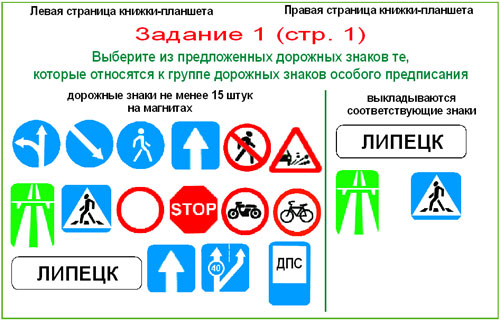 Левая страница книжки-планшета
Правая страница книжки-планшета
Задание 1 (стр. 1)
Выберите из предложенных дорожных знаков те,
которые относятся к группе дорожных знаков особого предписания
дорожные знаки не менее 15 штук
на магнитах
выкладываются
соответствующие знаки
ЛИПЕЦК
STOP
ЛИПЕЦК
40
ДПС